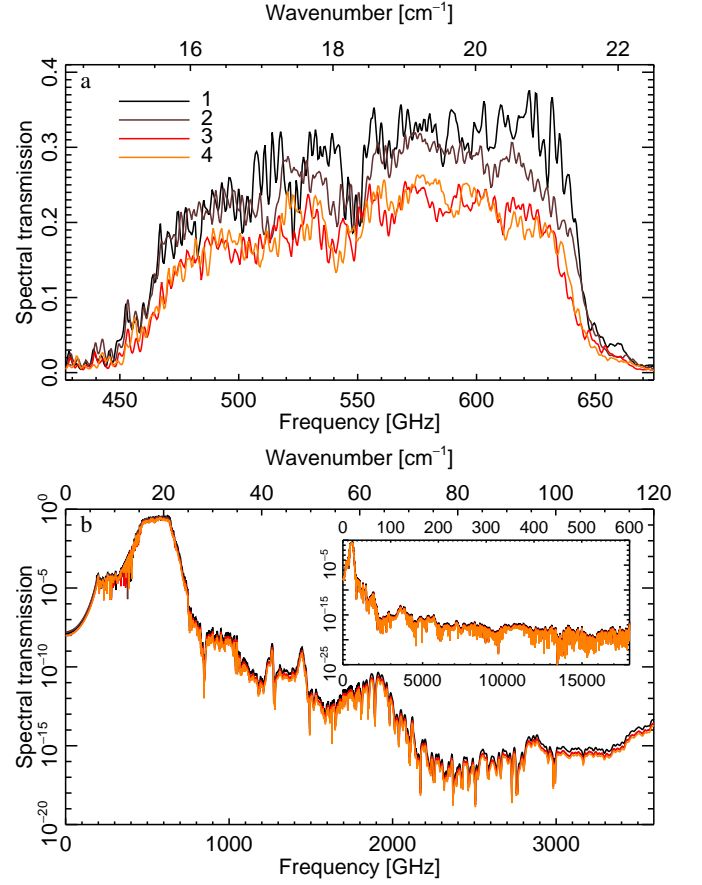 Wavenumber [cm⁻¹]
16 18 20 22
a
1
2
3
4
0.4
0.3
0.2
0.1
0.0
Spectral transmission
450 500 550 600 650
Frequency [GHz]
Wavenumber [cm⁻¹]
0 20 40 60 80 100 120
b
10⁰
10⁻⁵
10⁻¹⁰
10⁻¹⁵
10⁻²⁰
Spectral transmission
0 100 200 300 400 500 600
10⁻⁵
10⁻¹⁵
10⁻²⁵
0 5000 10000 15000
0 1000 2000 3000
Frequency [GHz]